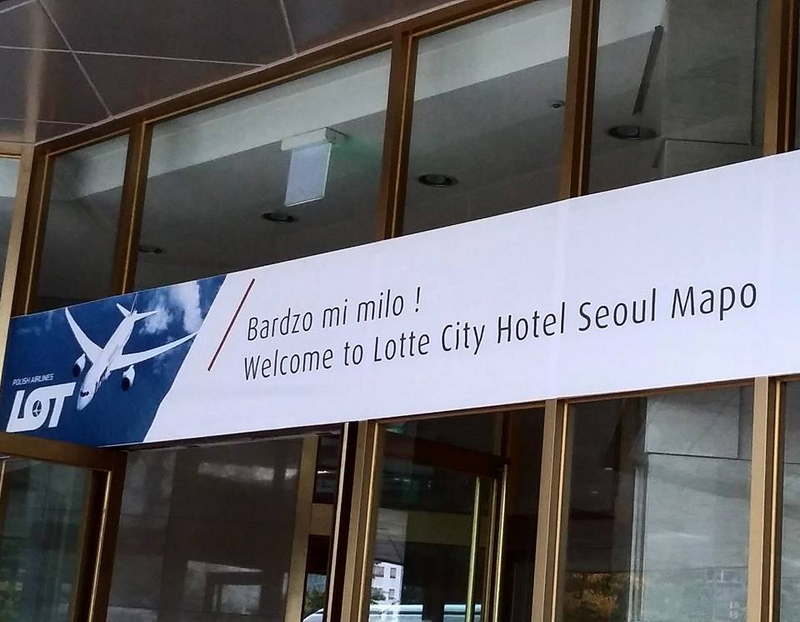 Bardzo mi milo !
Welcome to Lotte City Hotel Seoul Mapo
POLISH AIRLINES
LOT